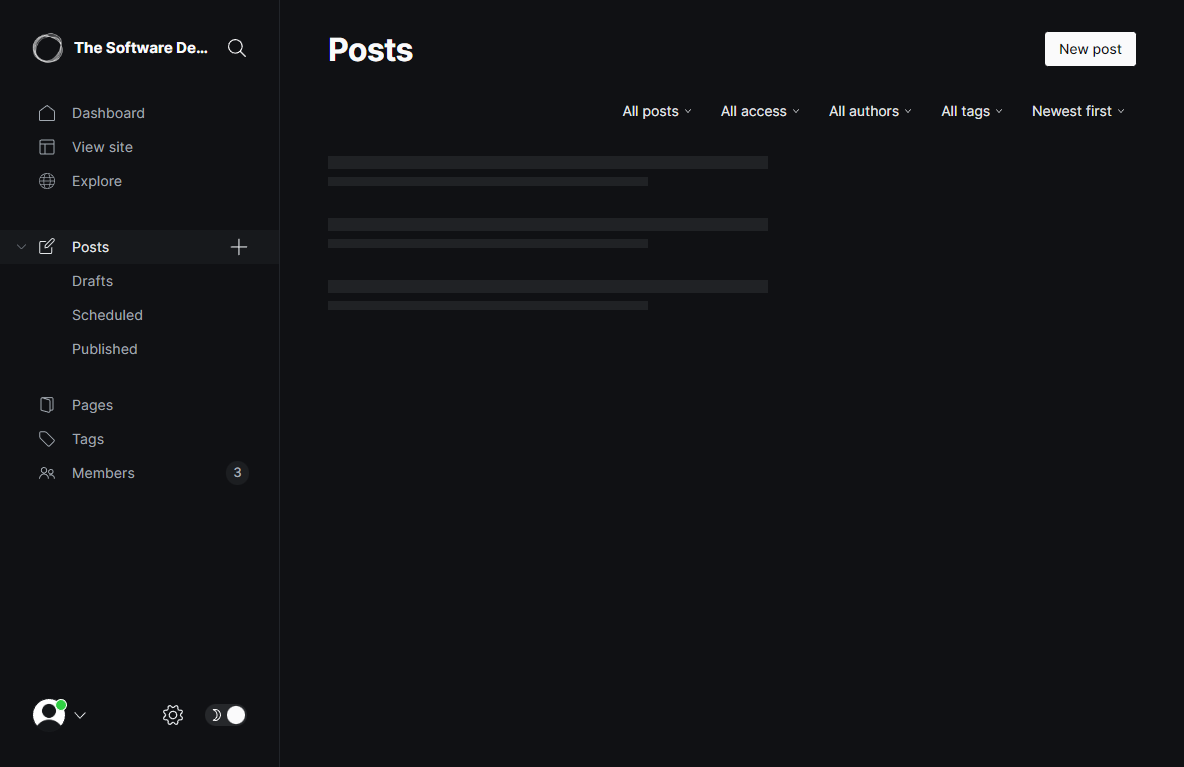 The Software De...
Dashboard
View site
Explore
Posts
Drafts
Scheduled
Published
Pages
Tags
Members 3
Posts
New post
All posts All access All authors All tags Newest first